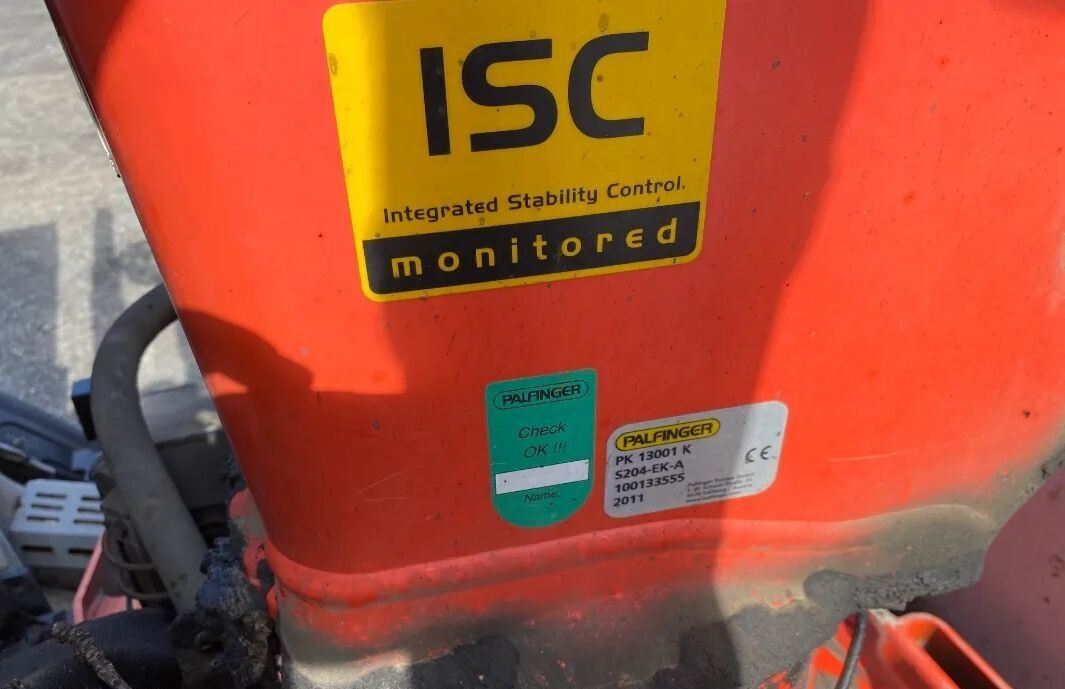 ISC
Integrated Stability Control.
monitored
PALFINGER
Check
OK !!!
Name
PALFINGER
PK 13001 K
S204-EK-A
100133555
2011
CE